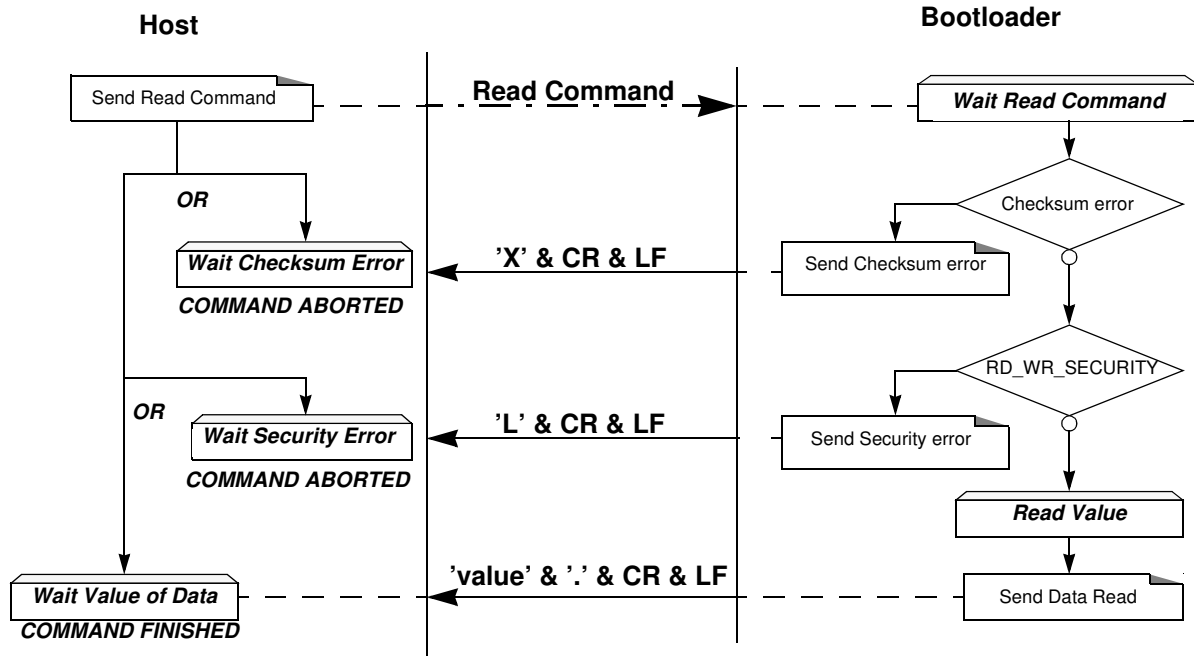 Host
Bootloader
Send Read Command
Read Command
Wait Read Command
OR
Checksum error
Wait Checksum Error
’X’ & CR & LF
Send Checksum error
COMMAND ABORTED
RD_WR_SECURITY
OR
Wait Security Error
’L’ & CR & LF
Send Security error
COMMAND ABORTED
Read Value
Wait Value of Data
’value’ & ’.’ & CR & LF
Send Data Read
COMMAND FINISHED